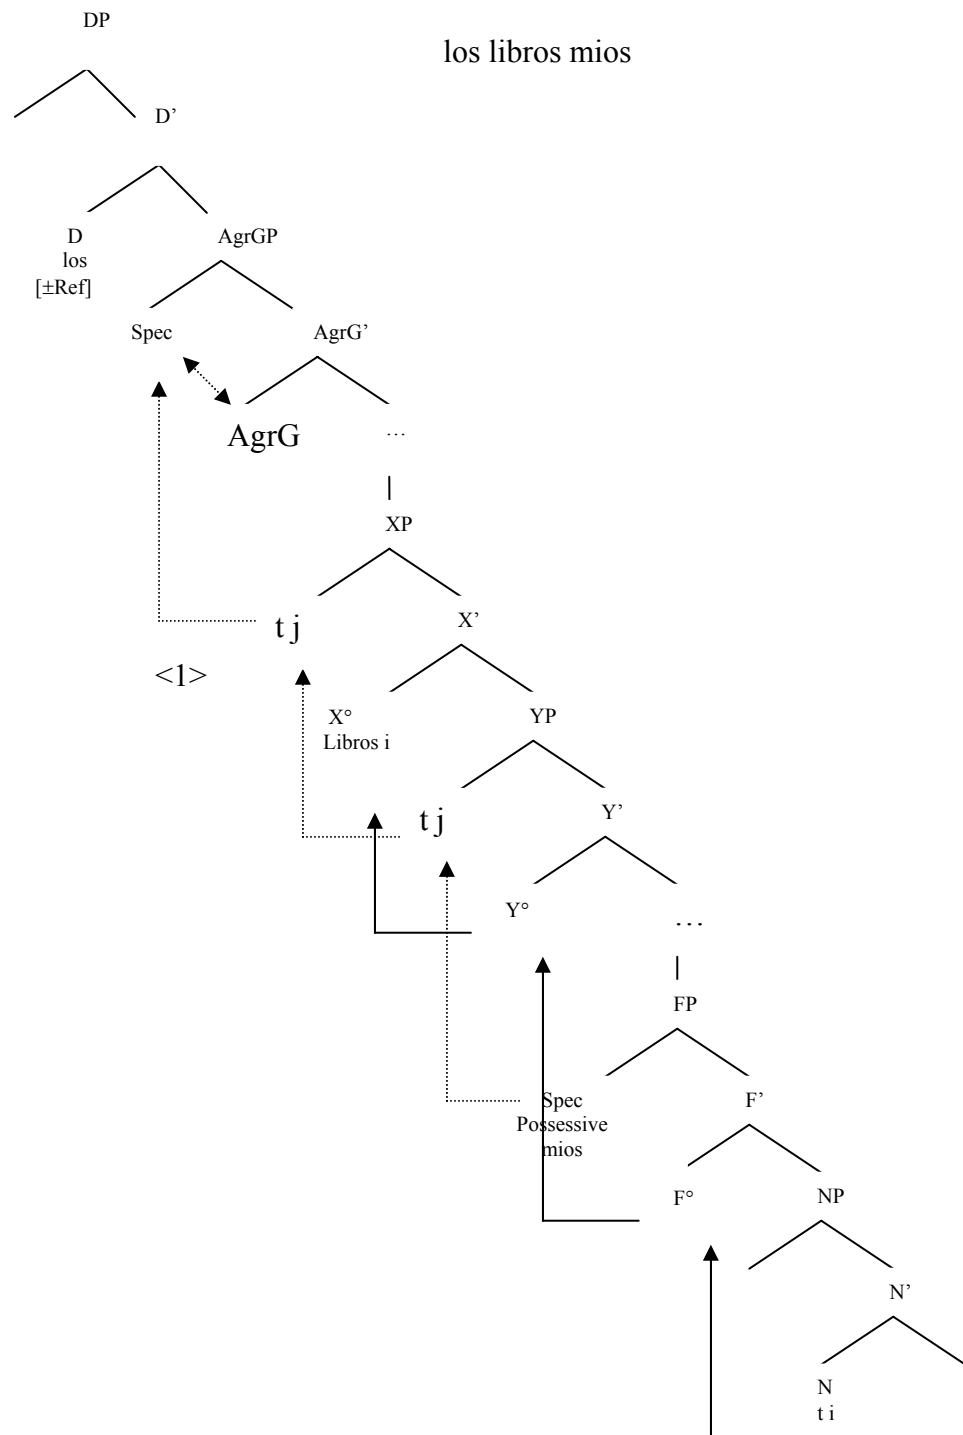 DP
los libros mios
D’
D
AgrGP
los
[±Ref]
Spec
AgrG’
AgrG
...
XP
t j
X’
<1>
X°
YP
Libros i
t j
Y’
Y°
...
FP
Spec
F’
Possessive
mios
F°
NP
N’
N
t i